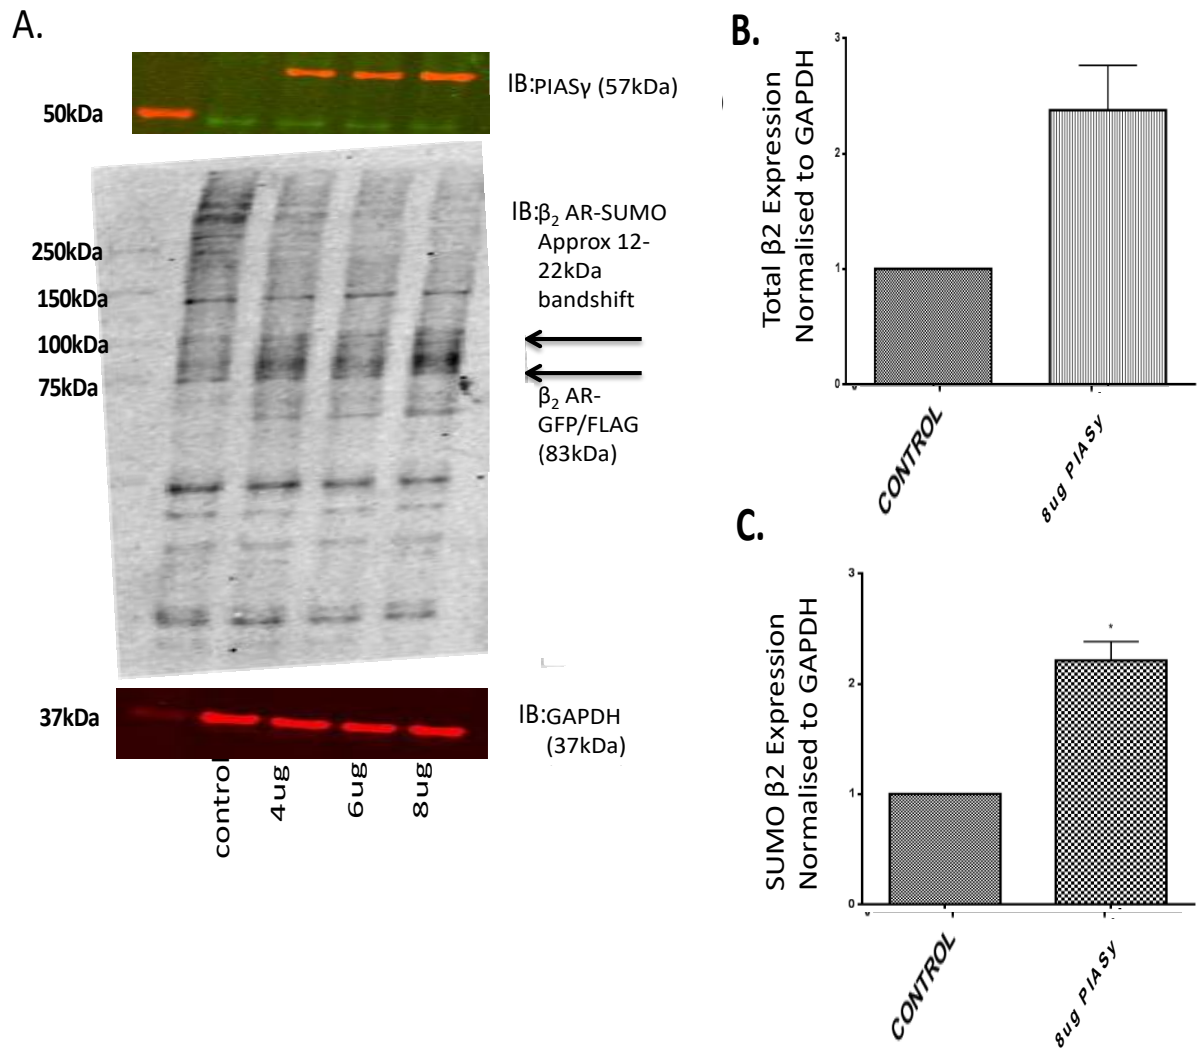 A.
50kDa
IB:PIASγ (57kDa)
250kDa
150kDa
100kDa
75kDa
IB:β₂ AR-SUMO
Approx 12-
22kDa
bandshift
β₂ AR-
GFP/FLAG
(83kDa)
37kDa
IB:GAPDH
(37kDa)
control
4ug
6ug
8ug
B.
Total β2 Expression
Normalised to GAPDH
3
2
1
0
CONTROL
8ug PIASy
C.
SUMO β2 Expression
Normalised to GAPDH
3
2
1
0
*
CONTROL
8ug PIASy